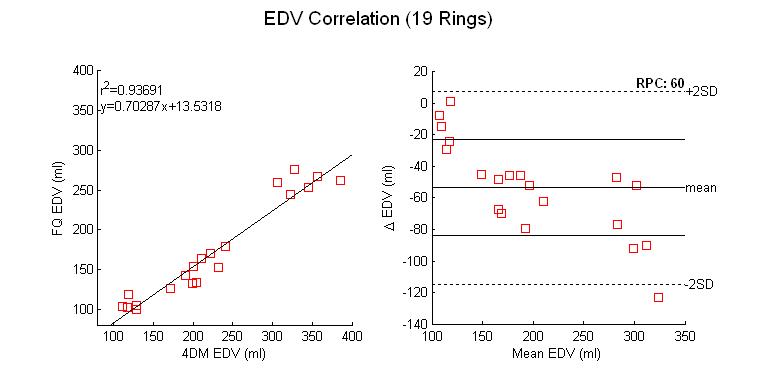 EDV Correlation (19 Rings)
400
350
300
250
200
150
100
FQ EDV (ml)
r2=0.93691
y=0.70287x+13.5318
100 150 200 250 300 350 400
4DM EDV (ml)
20
0
-20
-40
-60
-80
-100
-120
-140
Δ EDV (ml)
RPC: 60
+2SD
mean
-2SD
100 150 200 250 300 350
Mean EDV (ml)